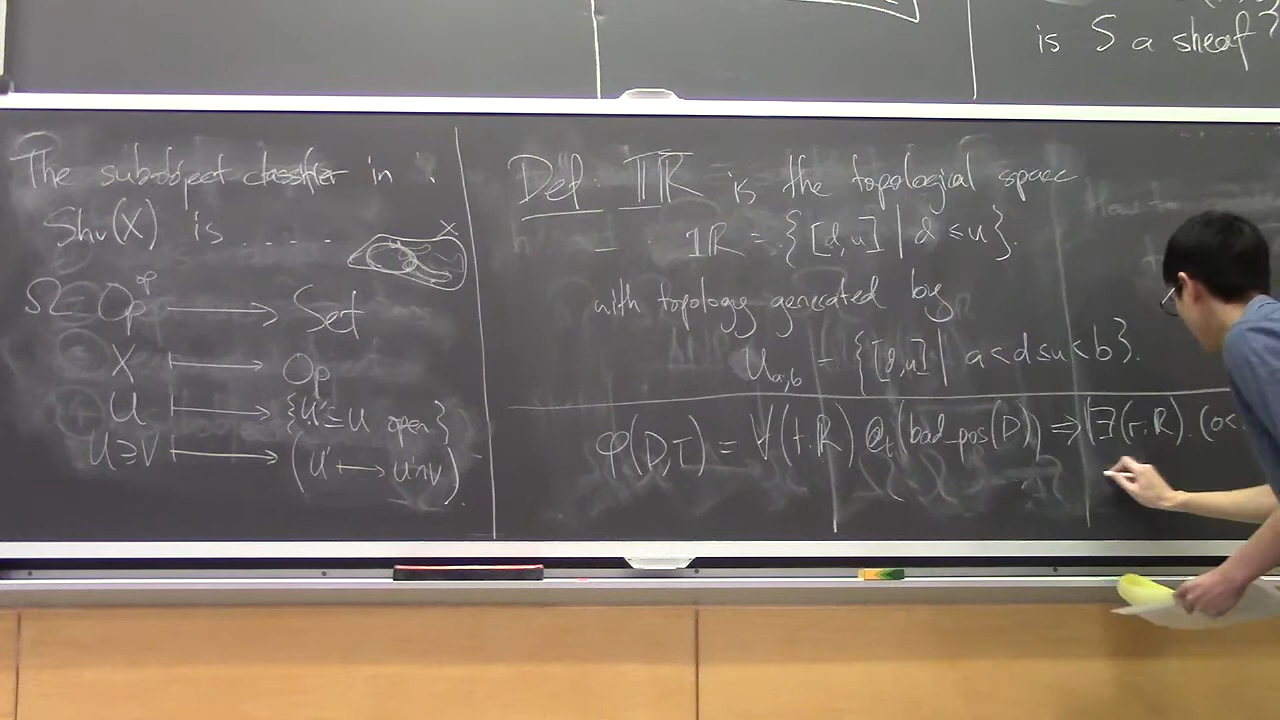 is S a sheaf?
The subobject classifier in
Shv(X) is ......
X
Ω: Op^op ⟶ Set
X ⟼ Op
U ⟼ {U' ⊆ U open}
U ⊇ V ⟼ (U' ⟼ U'∩V).
Def: 𝕀ℝ is the topological space
𝕀ℝ = {[d,u] | d ≤ u}.
with topology generated by
U_{a,b} = {[d,u] | a < d ≤ u < b}.
φ(D,T) = ∀(t:R) @_t (bad_pos(D)) ⇒ ∃(r:R). (0<